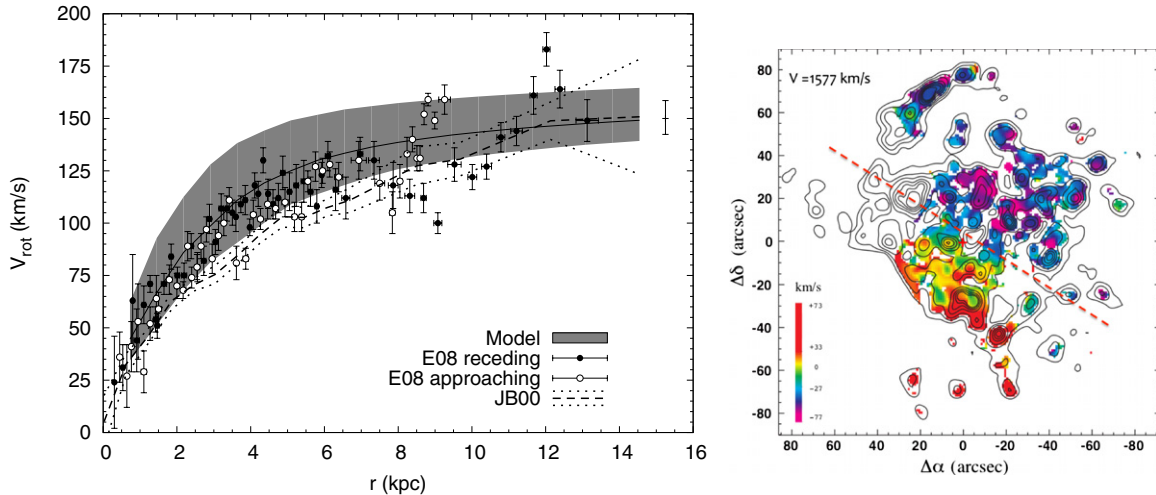 200
175
150
125
100
75
50
25
0
V_rot (km/s)
0 2 4 6 8 10 12 14 16
r (kpc)
Model
E08 receding
E08 approaching
JB00
V =1577 km/s
80
60
40
20
0
-20
-40
-60
-80
Δδ (arcsec)
km/s
+73
+33
0
-27
-77
80 60 40 20 0 -20 -40 -60 -80
Δα (arcsec)